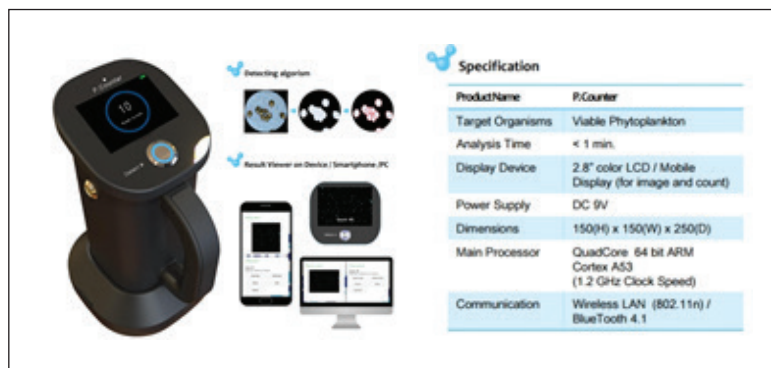 P.Counter
10
Detecting algorism
Result Viewer on Device / Smartphone /PC
Specification
ProductName P.Counter
Target Organisms Viable Phytoplankton
Analysis Time < 1 min.
Display Device 2.8" color LCD / Mobile
Display (for image and count)
Power Supply DC 9V
Dimensions 150(H) x 150(W) x 250(D)
Main Processor QuadCore 64 bit ARM
Cortex A53
(1.2 GHz Clock Speed)
Communication Wireless LAN (802.11n) /
BlueTooth 4.1